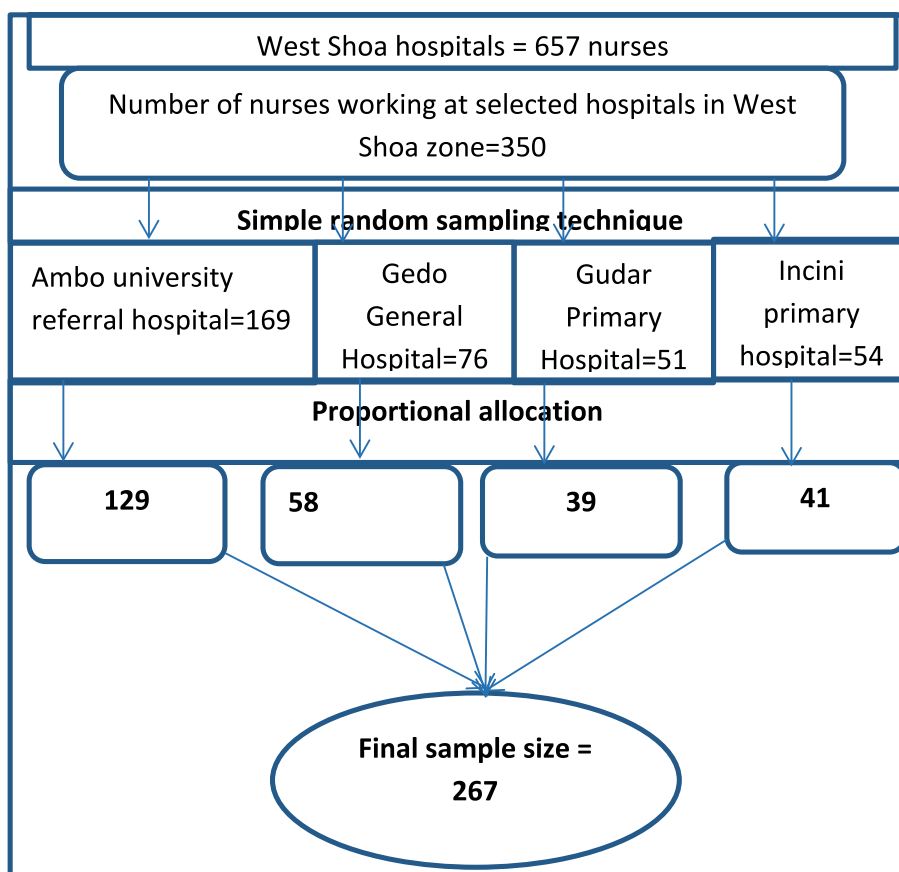 West Shoa hospitals = 657 nurses
Number of nurses working at selected hospitals in West
Shoa zone=350
Simple random sampling technique
Ambo university
referral hospital=169
Gedo
General
Hospital=76
Gudar
Primary
Hospital=51
Incini
primary
hospital=54
Proportional allocation
129
58
39
41
Final sample size =
267